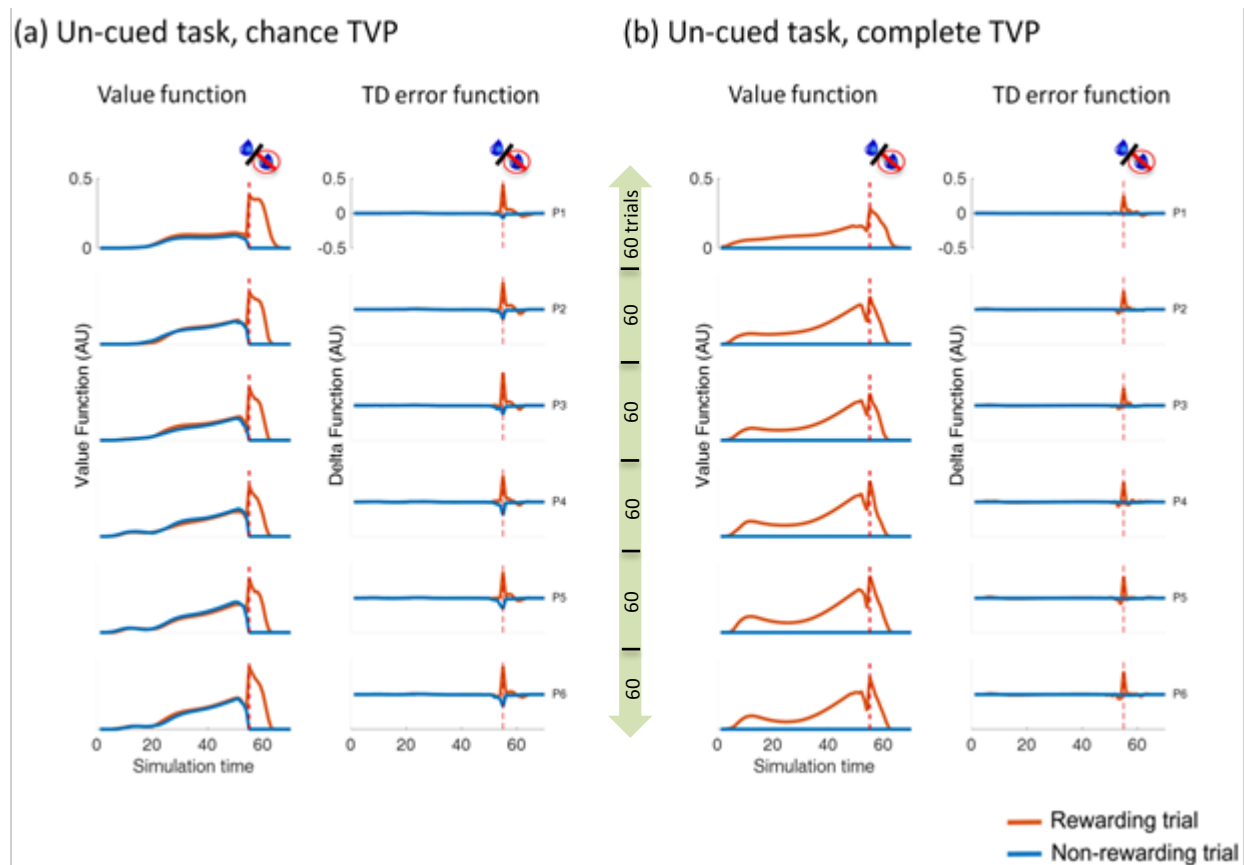 (a) Un-cued task, chance TVP
(b) Un-cued task, complete TVP
Value function
TD error function
Value function
TD error function
0.5
0
0.5
0
-0.5
P1
P2
P3
P4
P5
P6
Value Function (AU)
Delta Function (AU)
0 20 40 60
Simulation time
0 20 40 60
60 trials
60
60
60
60
60
0.5
0
0.5
0
-0.5
P1
P2
P3
P4
P5
P6
Value Function (AU)
Delta Function (AU)
0 20 40 60
Simulation time
0 20 40 60
Rewarding trial
Non-rewarding trial